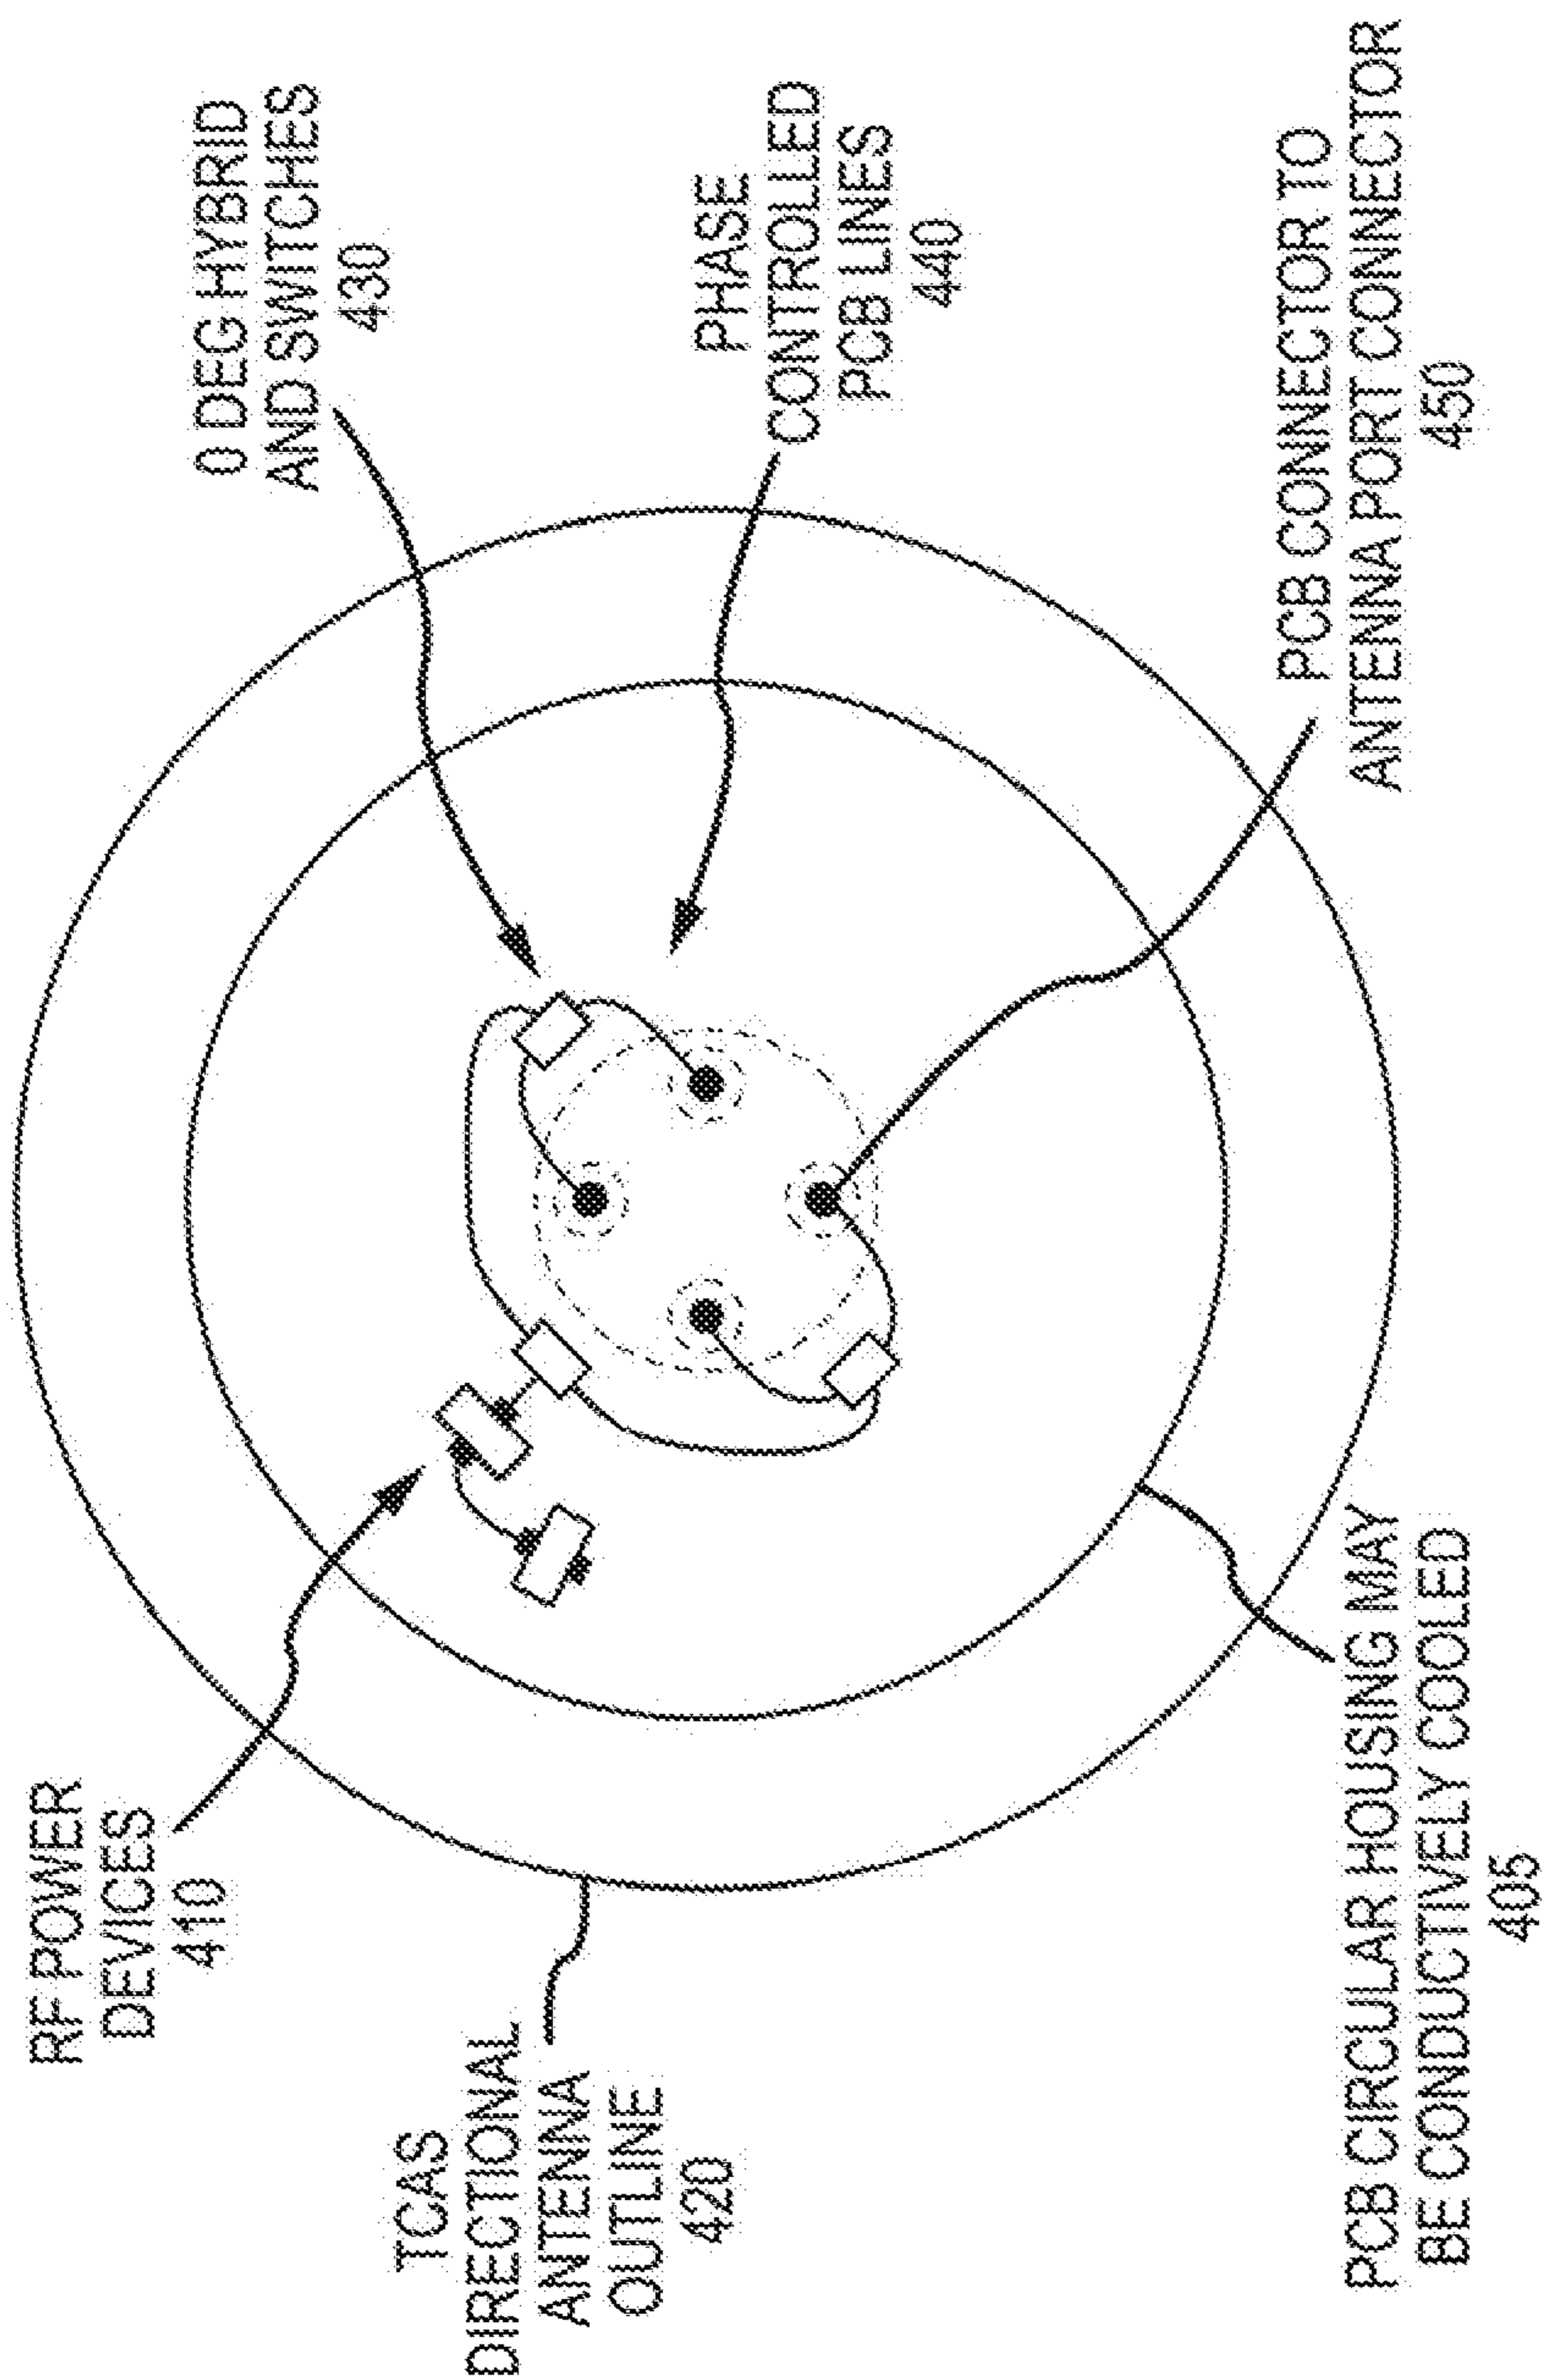 RF POWER
DEVICES
410
0 DEG HYBRID
AND SWITCHES
430
TCAS
DIRECTIONAL
ANTENNA
OUTLINE
420
PHASE
CONTROLLED
PCB LINES
440
PCB CIRCULAR HOUSING MAY
BE CONDUCTIVELY COOLED
405
PCB CONNECTOR TO
ANTENNA PORT CONNECTOR
450